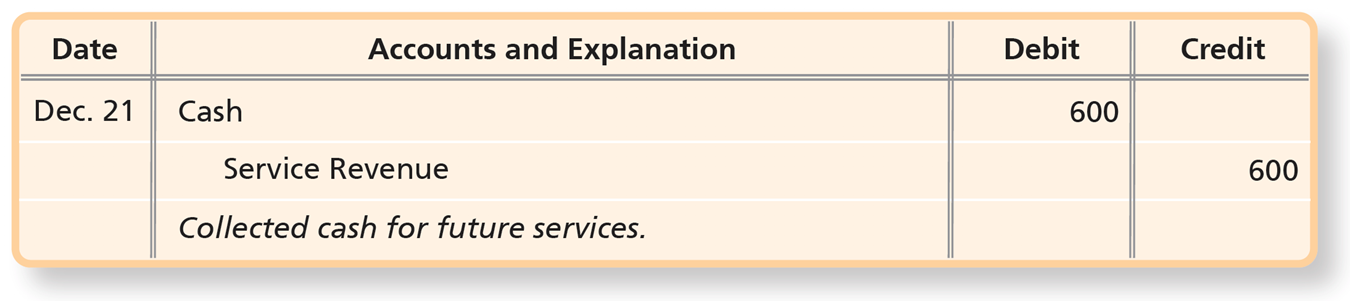 Date Accounts and Explanation Debit Credit
Dec. 21 Cash 600
Service Revenue 600
Collected cash for future services.